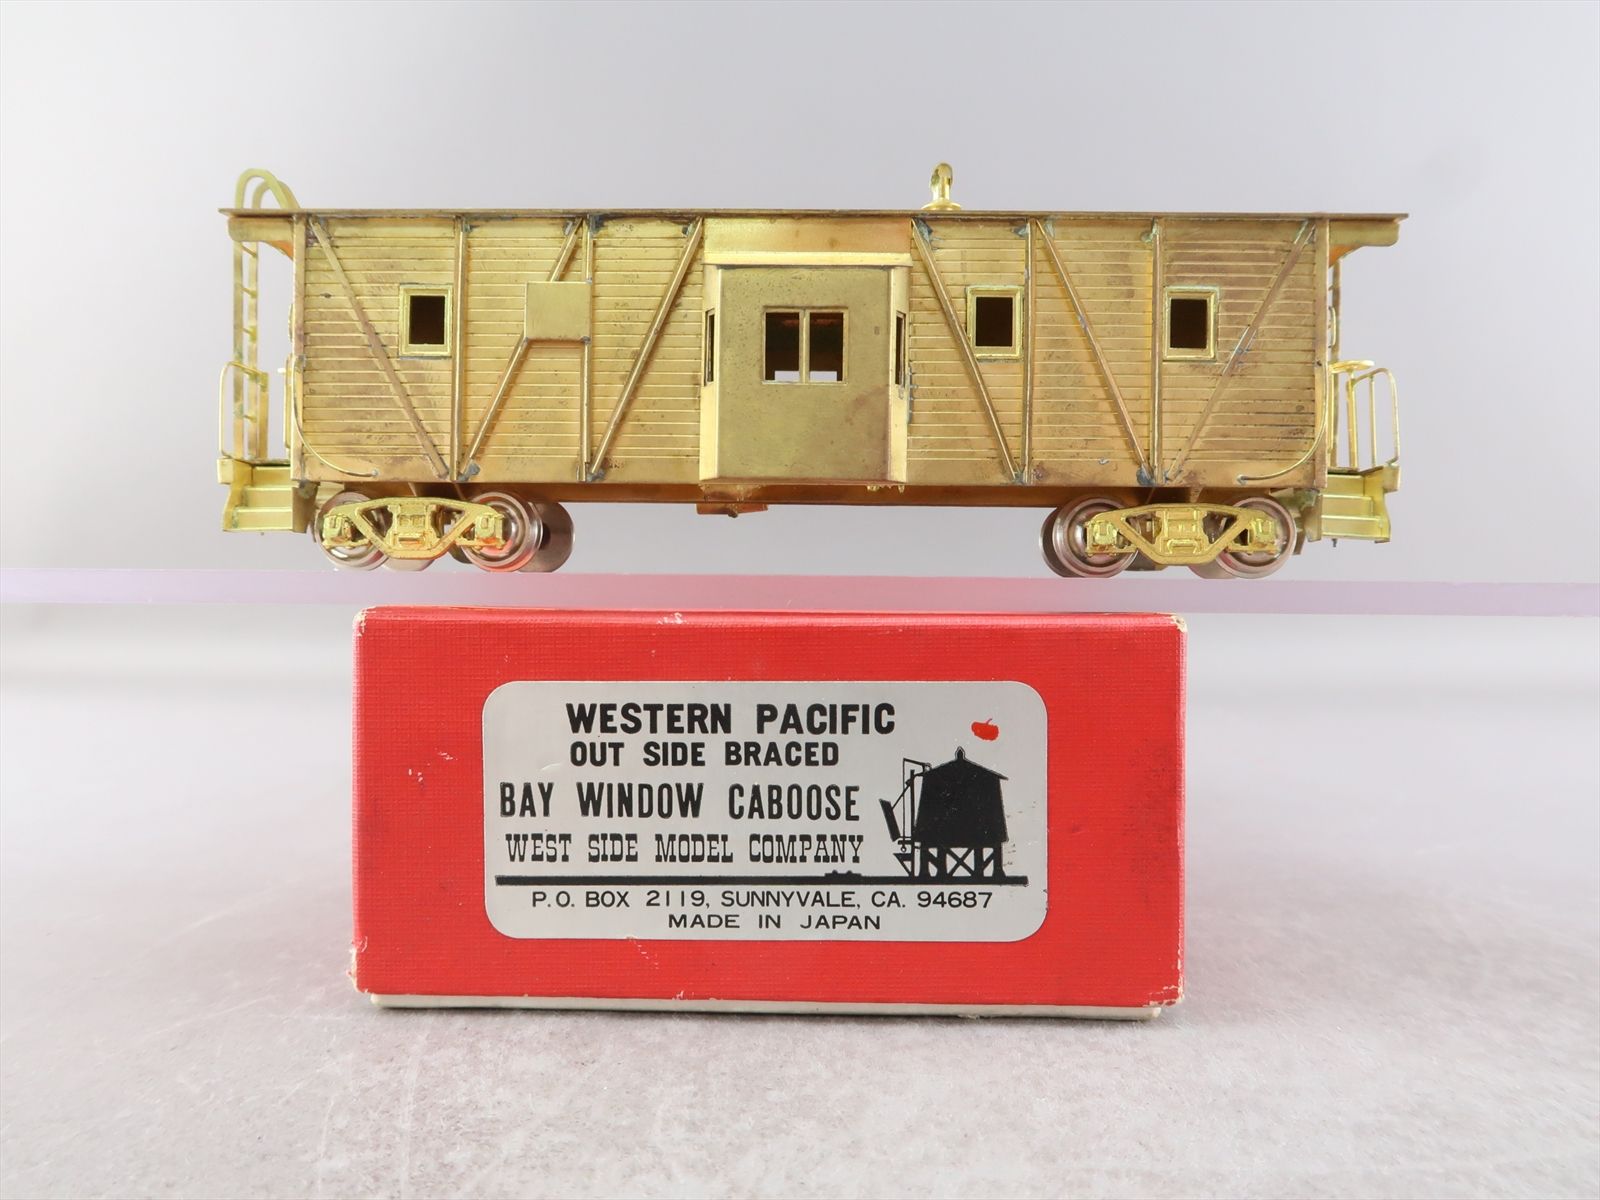 WESTERN PACIFIC
OUT SIDE BRACED
BAY WINDOW CABOOSE
WEST SIDE MODEL COMPANY
P.O. BOX 2119, SUNNYVALE, CA. 94687
MADE IN JAPAN